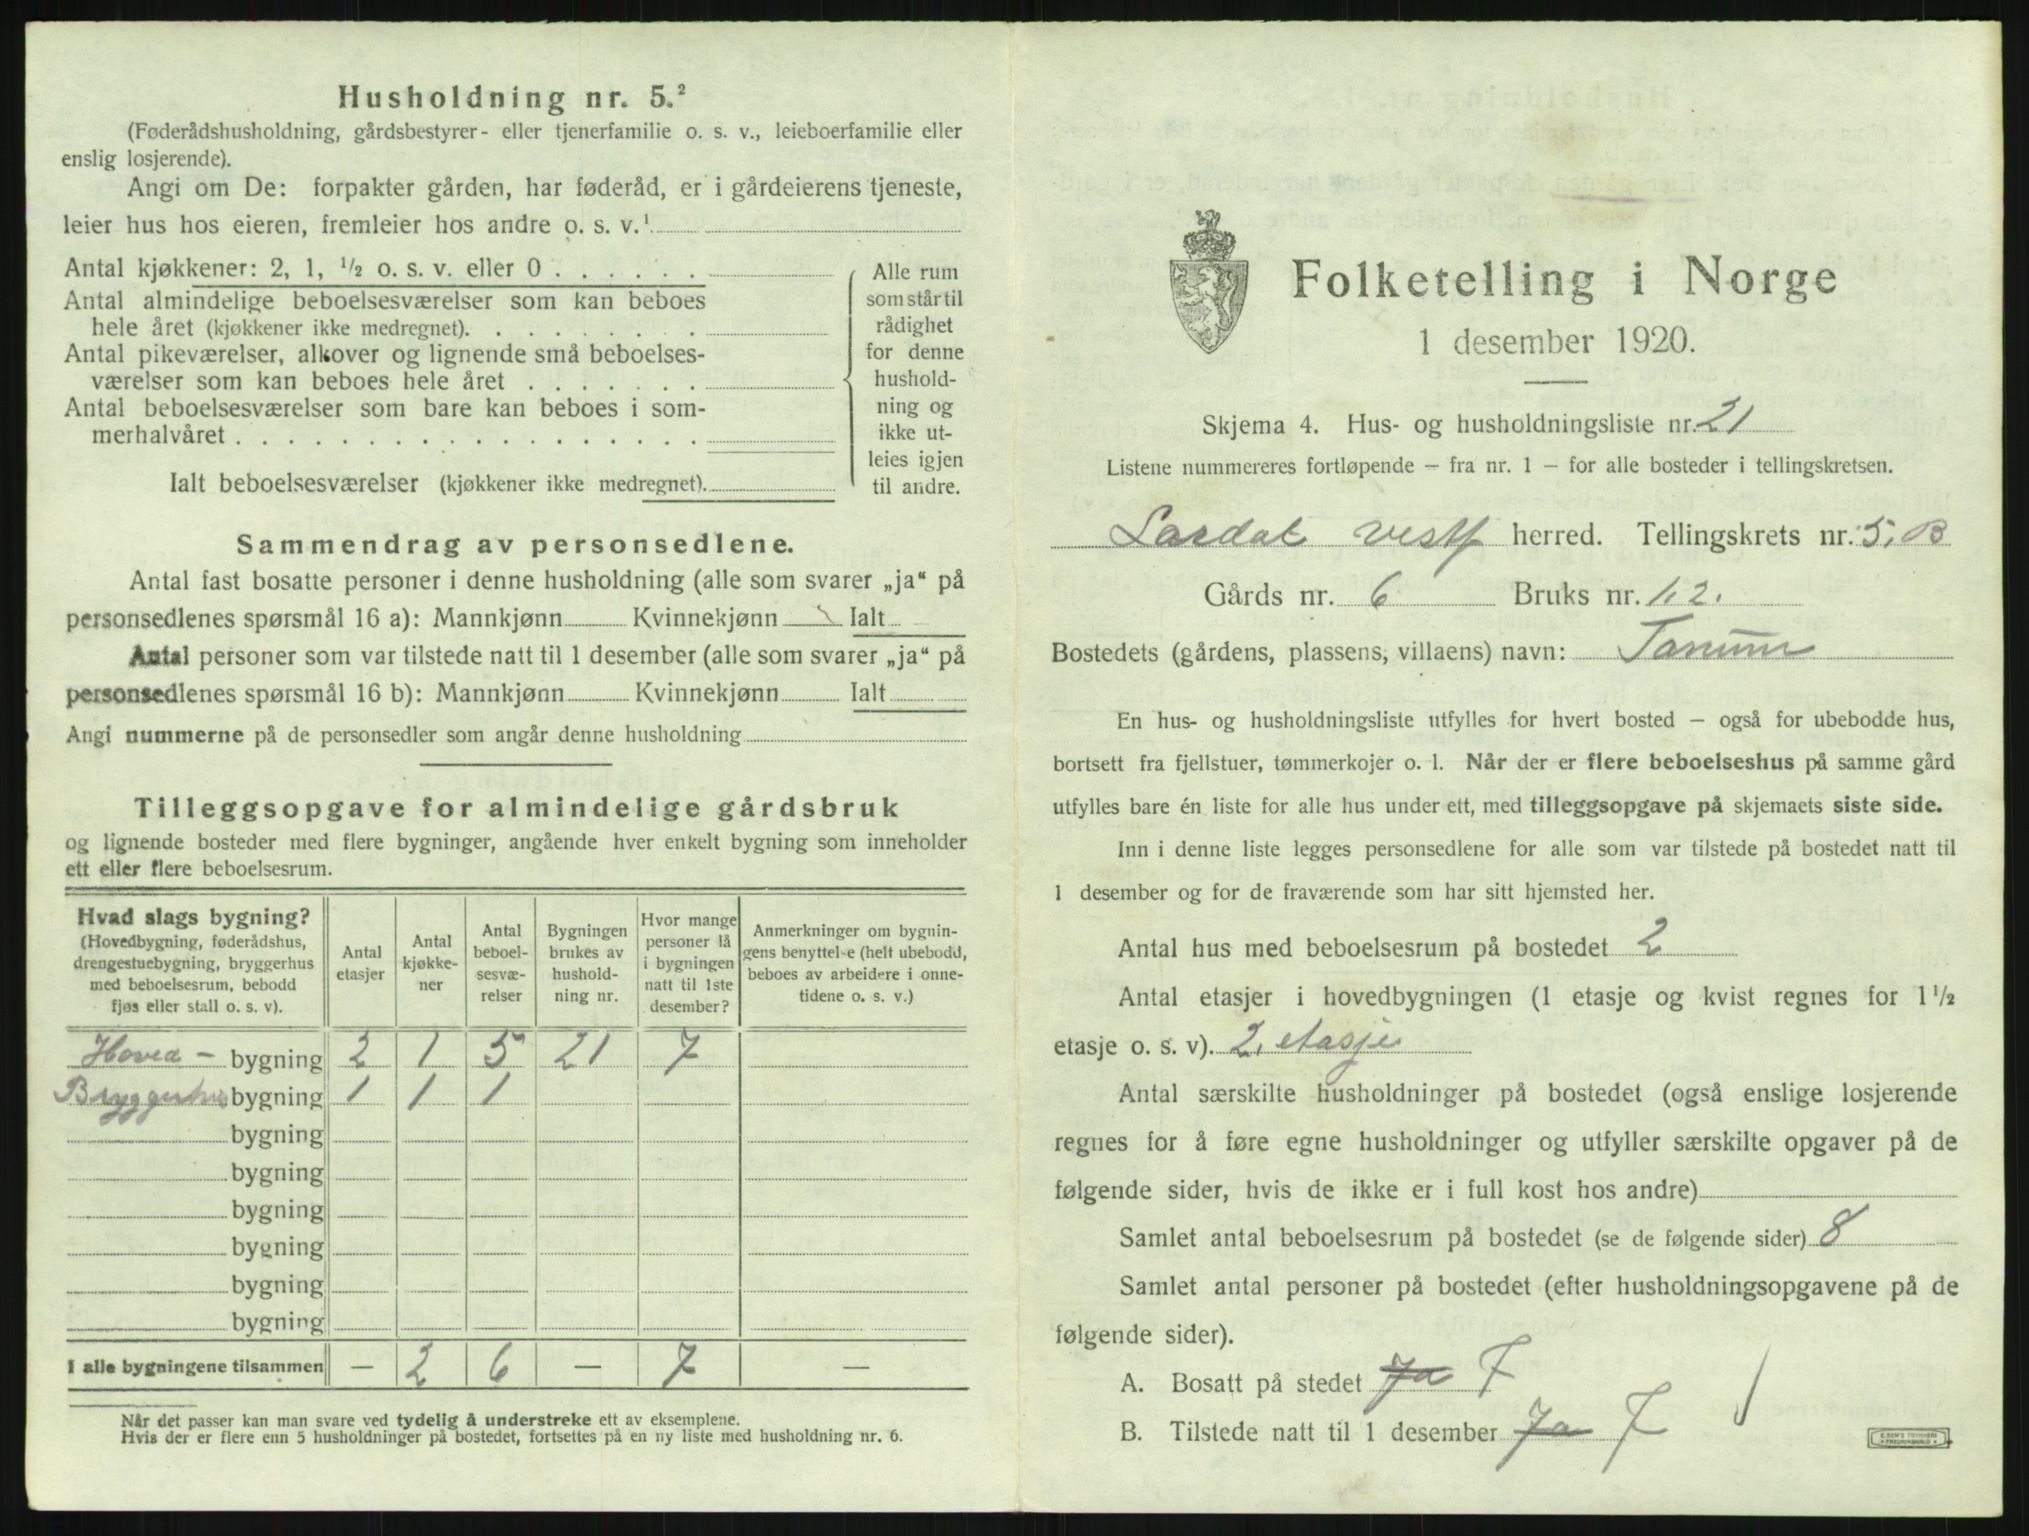 Husholdning nr. 5.²
(Føderådshusholdning, gårdsbestyrer- eller tjenerfamilie o. s. v., leieboerfamilie eller
enslig losjerende).
Angi om De: forpakter gården, har føderåd, er i gårdeierens tjeneste,
leier hus hos eieren, fremleier hos andre o. s. v.¹
Antal kjøkkener: 2, 1, ½ o. s. v. eller 0 . . . . . .
Antal almindelige beboelsesværelser som kan beboes
hele året (kjøkkener ikke medregnet). . . . . . . . .
Antal pikeværelser, alkover og lignende små beboelses-
værelser som kan beboes hele året . . . . . . .
Antal beboelsesværelser som bare kan beboes i som-
merhalvåret . . . . . . . . . . . . . . . . . .
Ialt beboelsesværelser (kjøkkener ikke medregnet).
Alle rum
som står til
rådighet
for denne
hushold-
ning og
ikke ut-
leies igjen
til andre.
Sammendrag av personsedlene.
Antal fast bosatte personer i denne husholdning (alle som svarer „ja“ på
personsedlenes spørsmål 16 a): Mannkjønn Kvinnekjønn Ialt
Antal personer som var tilstede natt til 1 desember (alle som svarer „ja“ på
personsedlenes spørsmål 16 b): Mannkjønn Kvinnekjønn Ialt
Angi nummerne på de personsedler som angår denne husholdning
Tilleggsopgave for almindelige gårdsbruk
og lignende bosteder med flere bygninger, angående hver enkelt bygning som inneholder
ett eller flere beboelsesrum.
Hvad slags bygning?
(Hovedbygning, føderådshus,
drengestuebygning, bryggerhus
med beboelsesrum, bebodd
fjøs eller stall o. s. v).
Antal
etasjer
Antal
kjøkke-
ner
Antal
beboel-
sesvæ-
relser
Bygningen
brukes av
hushold-
ning nr.
Hvor mange
personer lå
i bygningen
natt til 1ste
desember?
Anmerkninger om bygnin-
gens benyttelse (helt ubebodd,
beboes av arbeidere i onne-
tidene o. s. v.)
Hoved - bygning 2 1 5 21 7
Bryggerhus bygning 1 1 1
bygning
bygning
bygning
bygning
bygning
bygning
I alle bygningene tilsammen — 2 6 — 7 —
Når det passer kan man svare ved tydelig å understreke ett av eksemplene.
Hvis der er flere enn 5 husholdninger på bostedet, fortsettes på en ny liste med husholdning nr. 6.
Folketelling i Norge
1 desember 1920.
Skjema 4. Hus- og husholdningsliste nr. 21
Listene nummereres fortløpende – fra nr. 1 – for alle bosteder i tellingskretsen.
Lardal Vestf herred. Tellingskrets nr. 5, B
Gårds nr. 6 Bruks nr. 1, 2.
Bostedets (gårdens, plassens, villaens) navn: Tanum
En hus- og husholdningsliste utfylles for hvert bosted – også for ubebodde hus,
bortsett fra fjellstuer, tømmerkojer o. l. Når der er flere beboelseshus på samme gård
utfylles bare én liste for alle hus under ett, med tilleggsopgave på skjemaets siste side.
Inn i denne liste legges personsedlene for alle som var tilstede på bostedet natt til
1 desember og for de fraværende som har sitt hjemsted her.
Antal hus med beboelsesrum på bostedet 2
Antal etasjer i hovedbygningen (1 etasje og kvist regnes for 1½
etasje o. s. v). 2. etasje
Antal særskilte husholdninger på bostedet (også enslige losjerende
regnes for å føre egne husholdninger og utfyller særskilte opgaver på de
følgende sider, hvis de ikke er i full kost hos andre)
Samlet antal beboelsesrum på bostedet (se de følgende sider) 8
Samlet antal personer på bostedet (efter husholdningsopgavene på de
følgende sider).
A. Bosatt på stedet Ja 7
B. Tilstede natt til 1 desember Ja 7